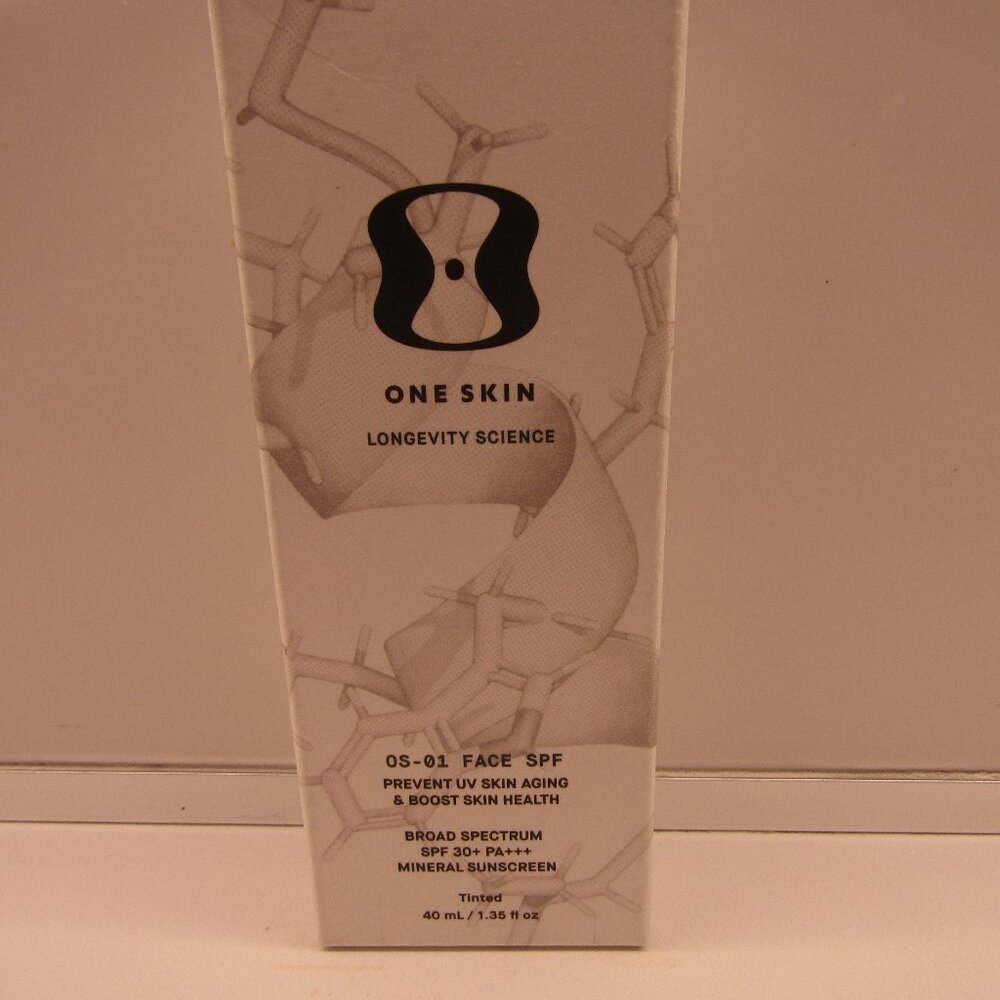 ONE SKIN
LONGEVITY SCIENCE
OS-01 FACE SPF
PREVENT UV SKIN AGING
& BOOST SKIN HEALTH
BROAD SPECTRUM
SPF 30+ PA+++
MINERAL SUNSCREEN
Tinted
40 mL / 1.35 fl oz